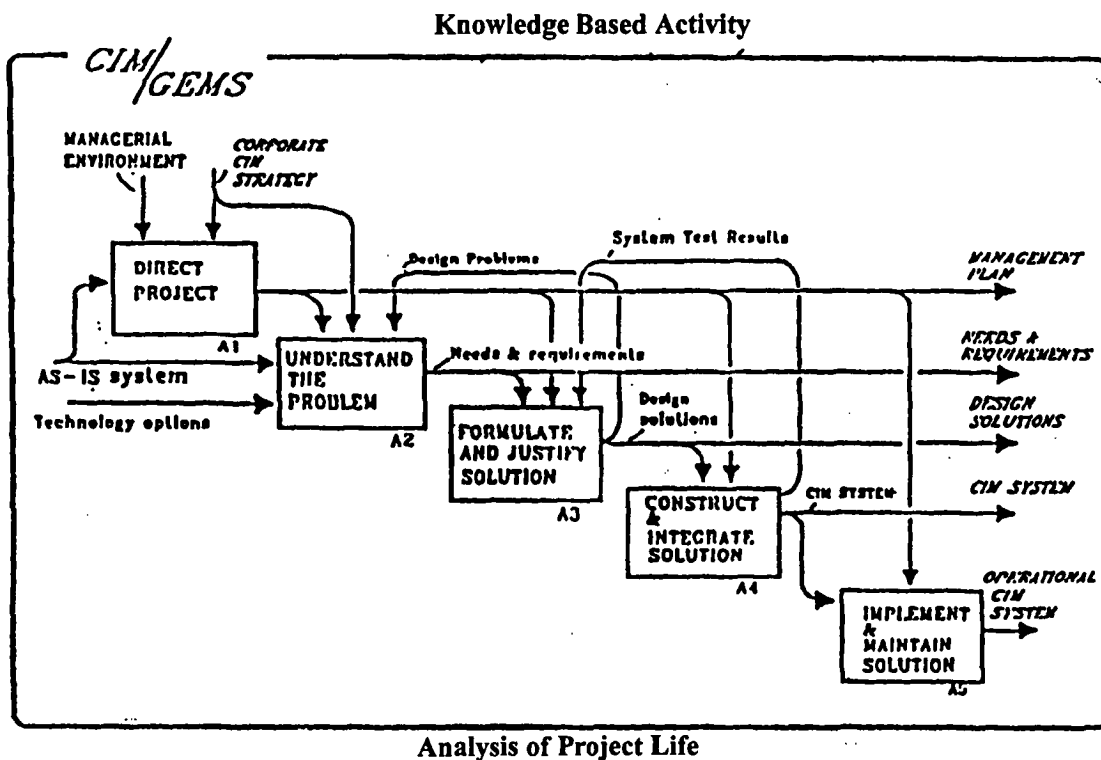 Knowledge Based Activity
CIM/
GEMS
MANAGERIAL
ENVIRONMENT
CORPORATE
CIM
STRATEGY
System Test Results
Design Problems
MANAGEMENT
PLAN
DIRECT
PROJECT
A1
NEEDS &
REQUIREMENTS
UNDERSTAND
THE
PROBLEM
A2
Needs & requirements
AS-IS system
Technology options
Design
solutions
DESIGN
SOLUTIONS
FORMULATE
AND JUSTIFY
SOLUTION
A3
CIM SYSTEM
CIM SYSTEM
CONSTRUCT
&
INTEGRATE
SOLUTION
A4
OPERATIONAL
CIM
SYSTEM
IMPLEMENT
&
MAINTAIN
SOLUTION
A5
Analysis of Project Life